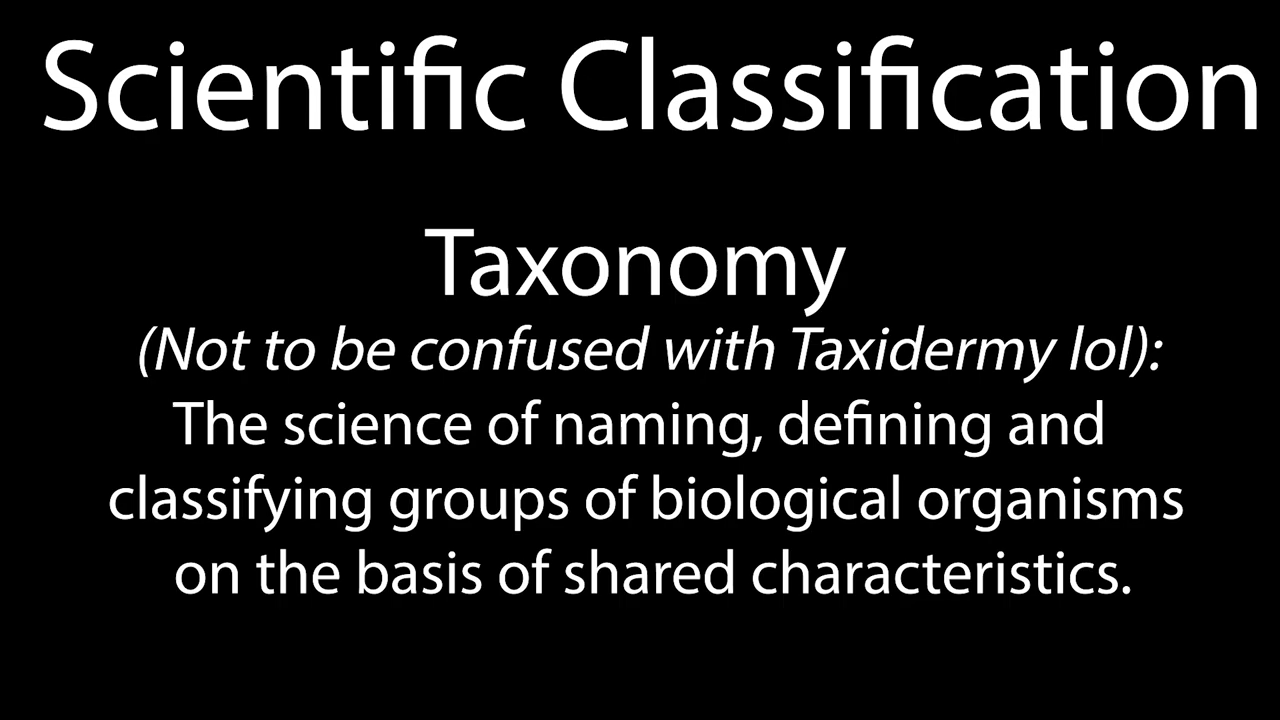 Scientific Classification
Taxonomy
(Not to be confused with Taxidermy lol):
The science of naming, defining and
classifying groups of biological organisms
on the basis of shared characteristics.